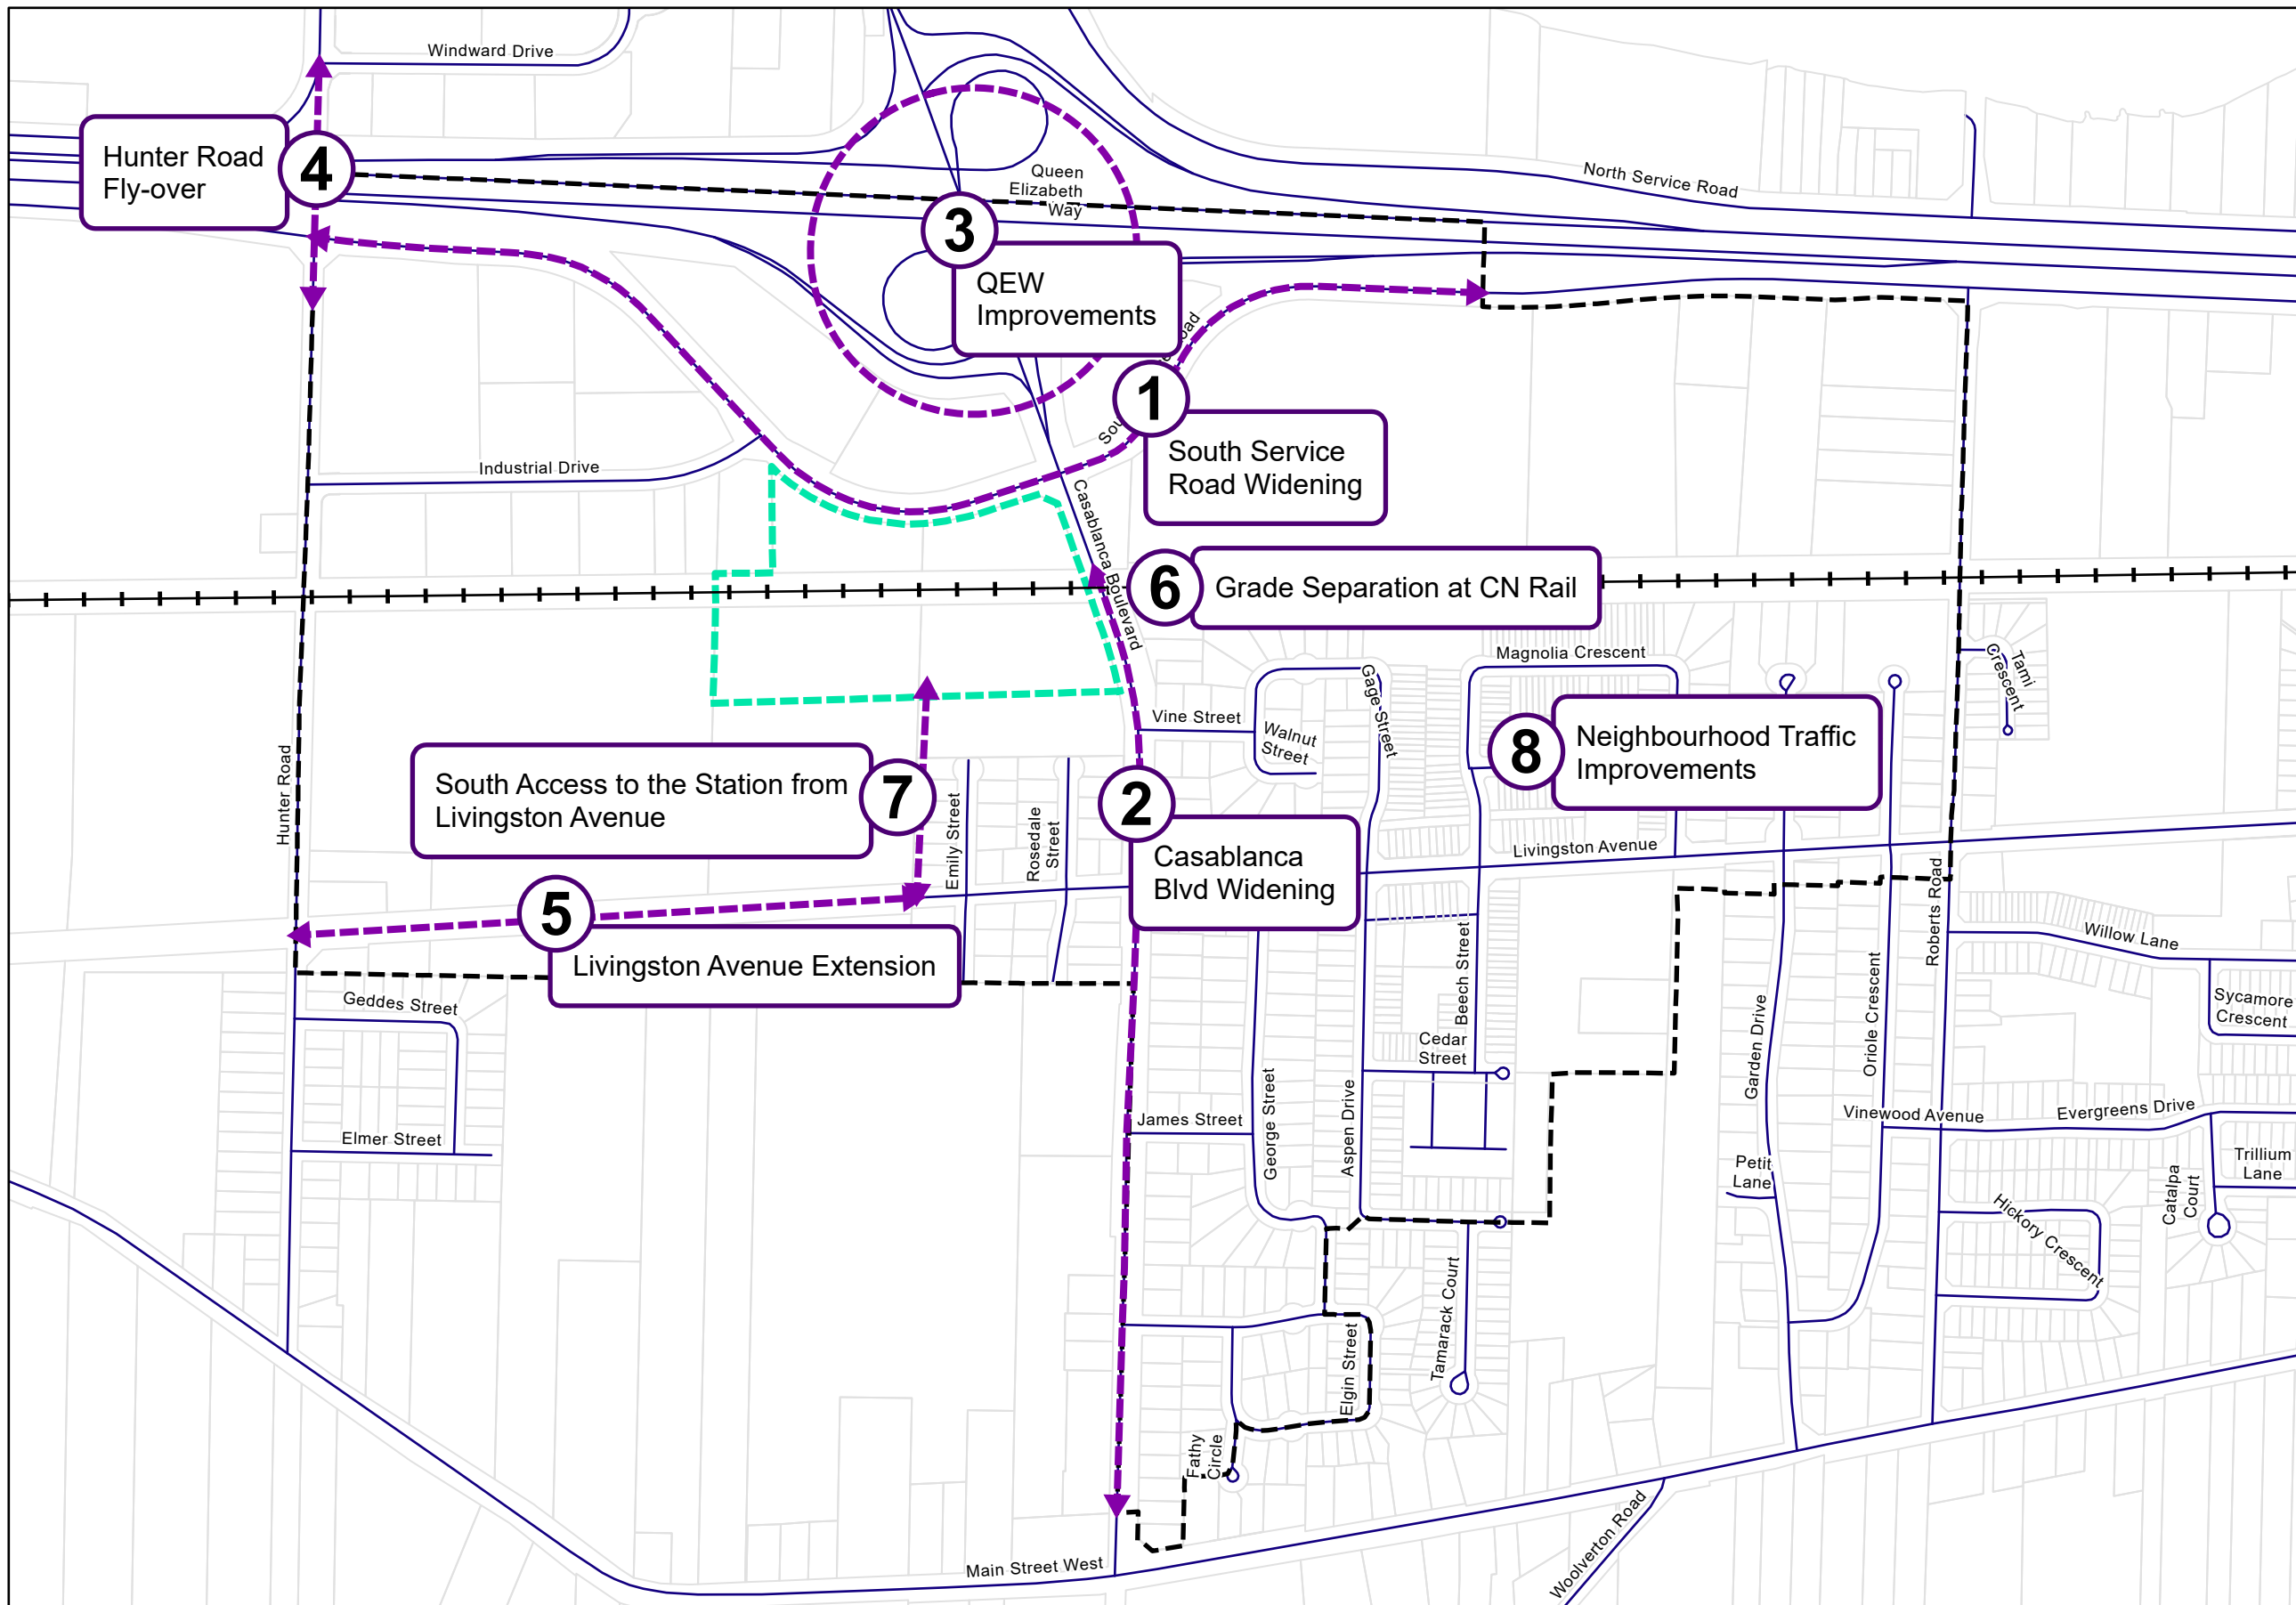 Windward Drive
Hunter Road
Fly-over
4
Queen
Elizabeth
Way
North Service Road
3
QEW
Improvements
1
South Service
Road Widening
Industrial Drive
Casablanca Boulevard
6
Grade Separation at CN Rail
Magnolia Crescent
Tami
Crescent
Gage Street
Vine Street
Walnut
Street
8
Neighbourhood Traffic
Improvements
Hunter Road
South Access to the Station from
Livingston Avenue
7
Emily Street
Rosedale
Street
2
Casablanca
Blvd Widening
Livingston Avenue
5
Livingston Avenue Extension
Roberts Road
Willow Lane
Geddes Street
Beech Street
Oriole Crescent
Garden Drive
Sycamore
Crescent
Cedar
Street
Elmer Street
James Street
George Street
Aspen Drive
Vinewood Avenue
Evergreens Drive
Petit
Lane
Trillium
Lane
Catalpa
Court
Hickory Crescent
Tamarack Court
Elgin Street
Fathy
Circle
Main Street West
Woolverton Road